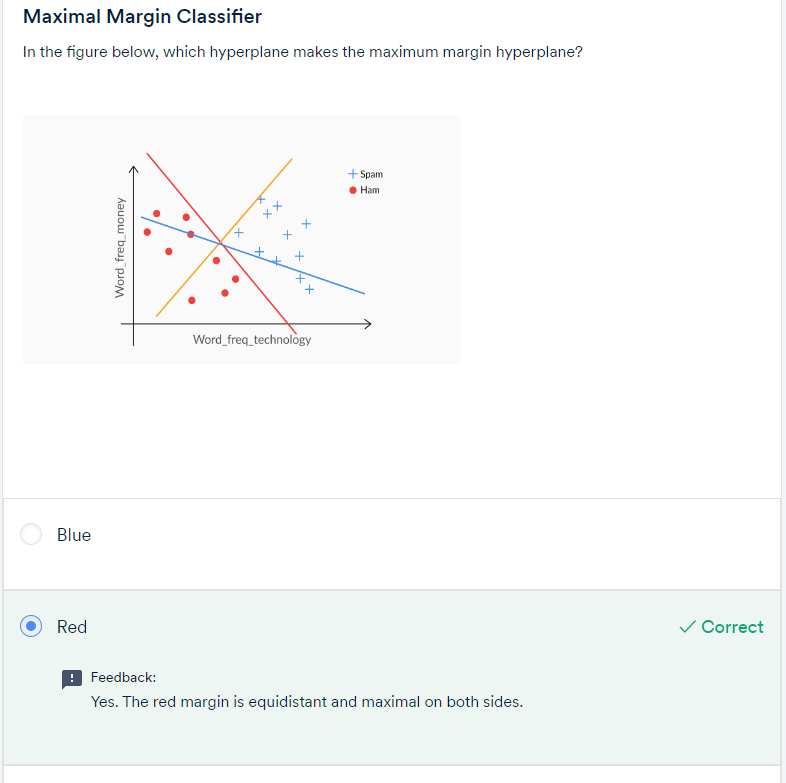 Maximal Margin Classifier
In the figure below, which hyperplane makes the maximum margin hyperplane?
Spam
Ham
Word_freq_money
Word_freq_technology
Blue
Red
Correct
Feedback:
Yes. The red margin is equidistant and maximal on both sides.